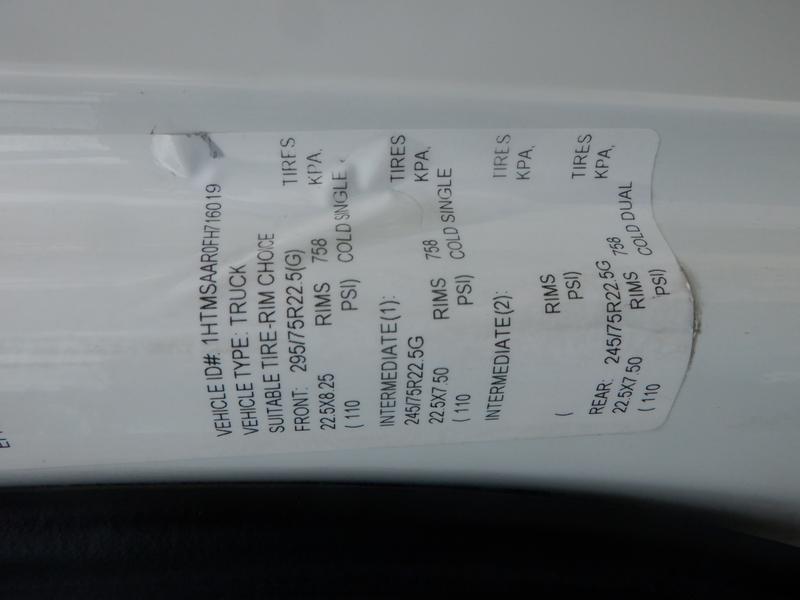 VEHICLE ID#: 1HTMSAAR0FH716019
VEHICLE TYPE: TRUCK
SUITABLE TIRE-RIM CHOICE
FRONT: 295/75R22.5(G) TIRES
22.5X8.25 RIMS 758 KPA,
( 110 PSI) COLD SINGLE
INTERMEDIATE(1):
245/75R22.5G TIRES
22.5X7.50 RIMS 758 KPA,
( 110 PSI) COLD SINGLE
INTERMEDIATE(2):
TIRES
RIMS KPA,
( PSI)
REAR: 245/75R22.5G TIRES
22.5X7.50 RIMS 758 KPA,
( 110 PSI) COLD DUAL